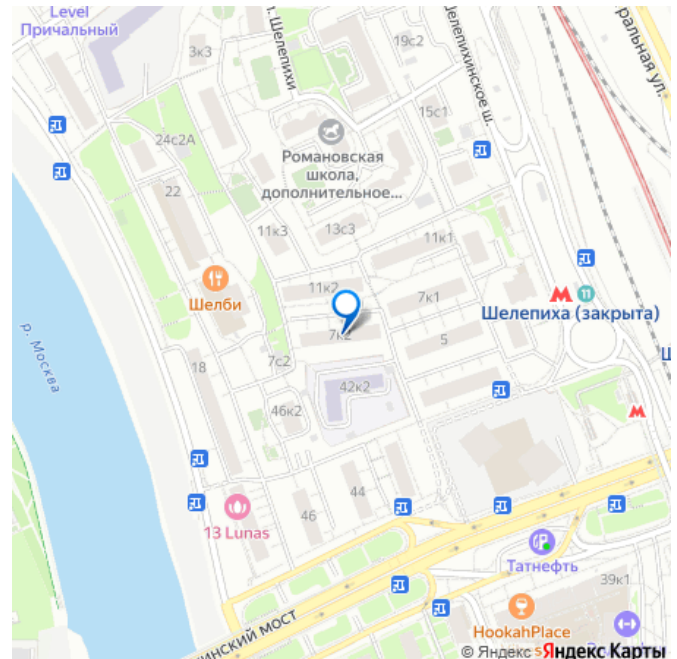 Level
Причальный
3к3
Шелепихи
19с2
Шелепихинское ш.
ральная ул.
15с1
24с2А
Романовская
школа,
дополнительное...
22
11к3
13с3
11к1
Шелби
11к2
7к1
11
Шелепиха (закрыта)
7к2
р. Москва
18
7с2
5
42к2
46к2
44
46
13 Lunas
Татнефть
39к1
ИНСКИЙ МОСТ
HookahPlace
© Яндекс Яндекс Карты